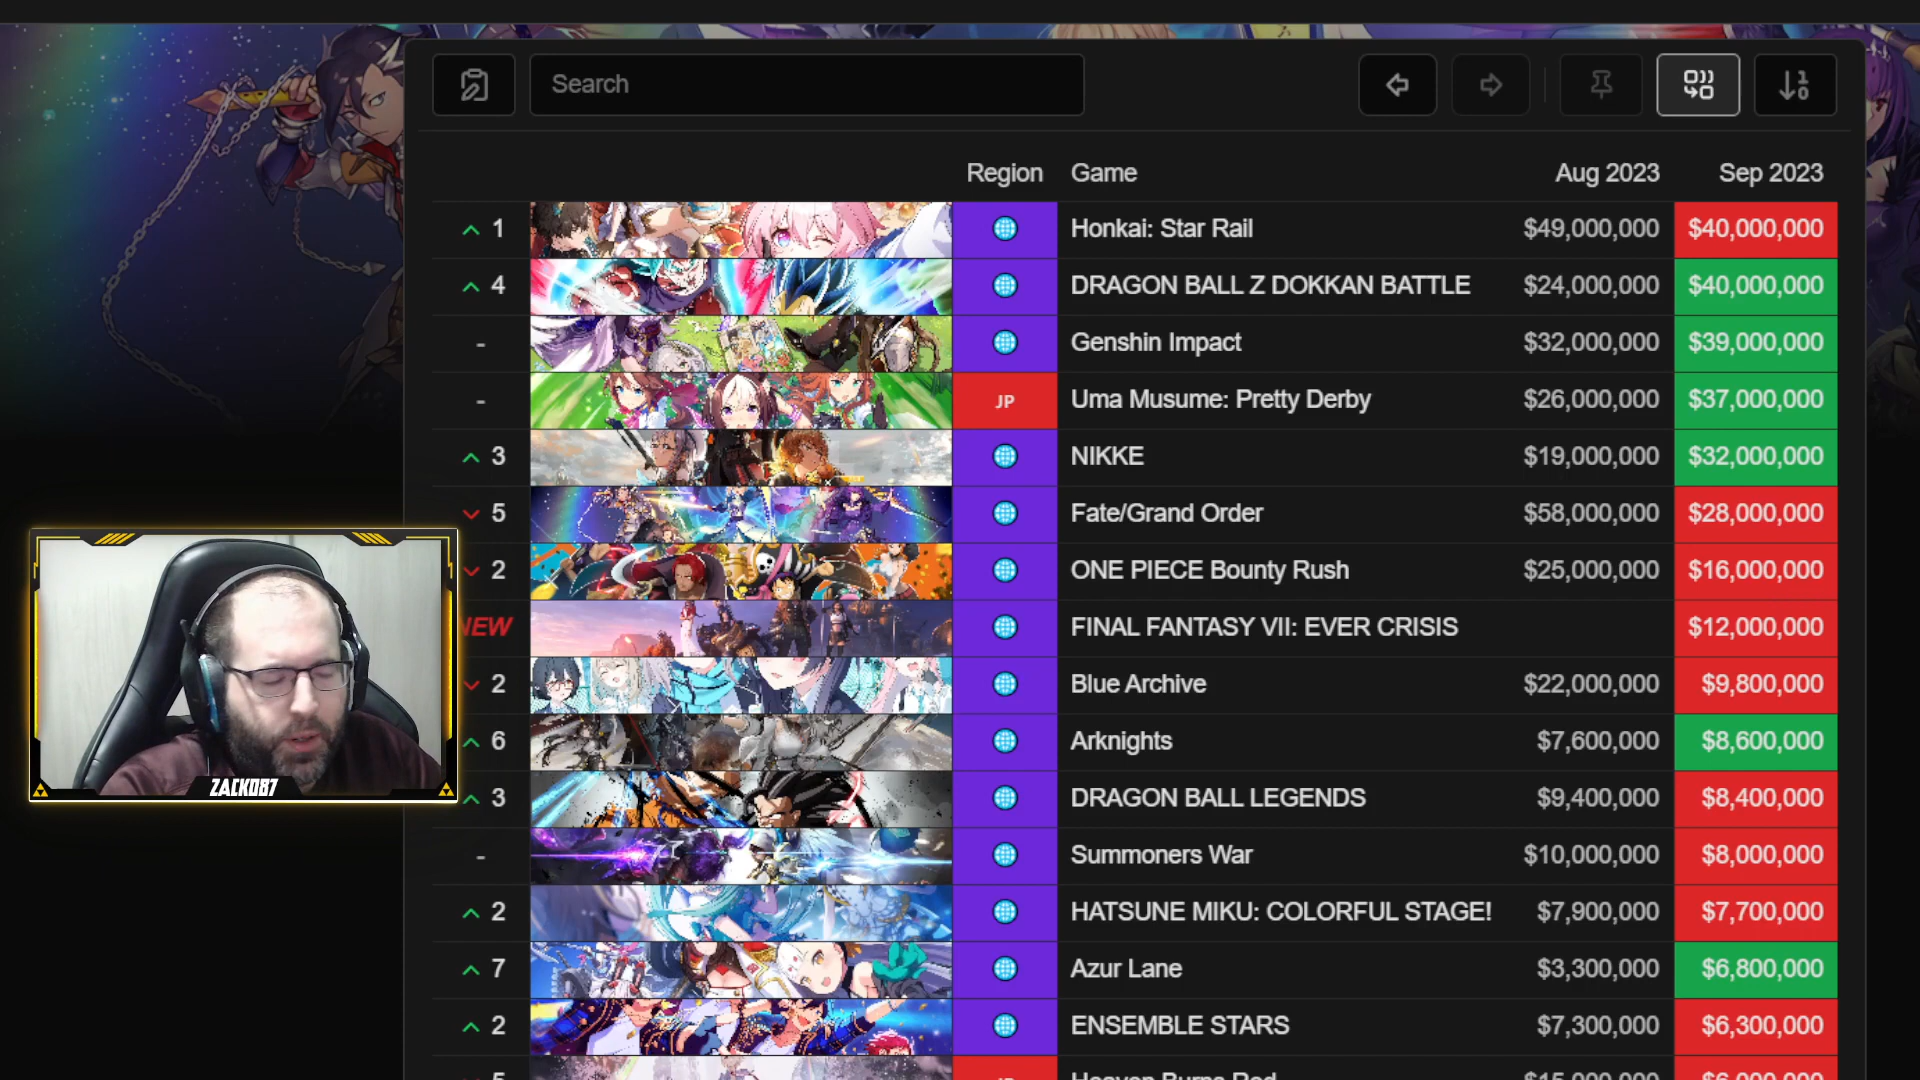 Search
Region Game Aug 2023 Sep 2023
1 Honkai: Star Rail $49,000,000 $40,000,000
4 DRAGON BALL Z DOKKAN BATTLE $24,000,000 $40,000,000
- Genshin Impact $32,000,000 $39,000,000
- JP Uma Musume: Pretty Derby $26,000,000 $37,000,000
3 NIKKE $19,000,000 $32,000,000
5 Fate/Grand Order $58,000,000 $28,000,000
2 ONE PIECE Bounty Rush $25,000,000 $16,000,000
NEW FINAL FANTASY VII: EVER CRISIS $12,000,000
2 Blue Archive $22,000,000 $9,800,000
6 Arknights $7,600,000 $8,600,000
3 DRAGON BALL LEGENDS $9,400,000 $8,400,000
- Summoners War $10,000,000 $8,000,000
2 HATSUNE MIKU: COLORFUL STAGE! $7,900,000 $7,700,000
7 Azur Lane $3,300,000 $6,800,000
2 ENSEMBLE STARS $7,300,000 $6,300,000
Heaven Burns Red
ZACK087